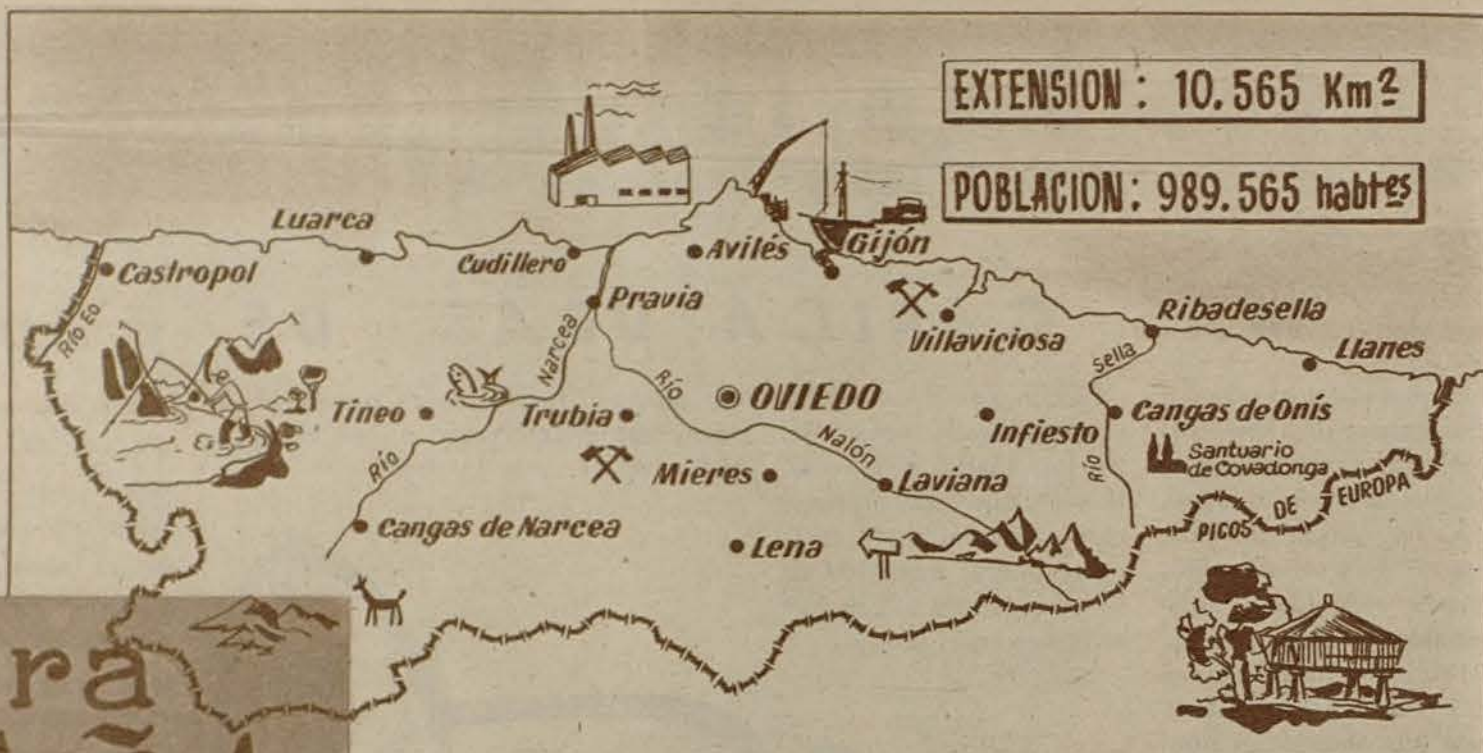 EXTENSION: 10.565 Km²
POBLACION: 989.565 habtes
Luarca
Castropol
Cudillero
Avilés
Gijón
Río Eo
Pravia
Villaviciosa
Ribadesella
Llanes
Narcea
Río
Sella
Tineo
Trubia
Río
OVIEDO
Nalón
Infiesto
Cangas de Onís
Río
Santuario
de Covadonga
Mieres
Laviana
PICOS DE EUROPA
Cangas de Narcea
Lena
ra